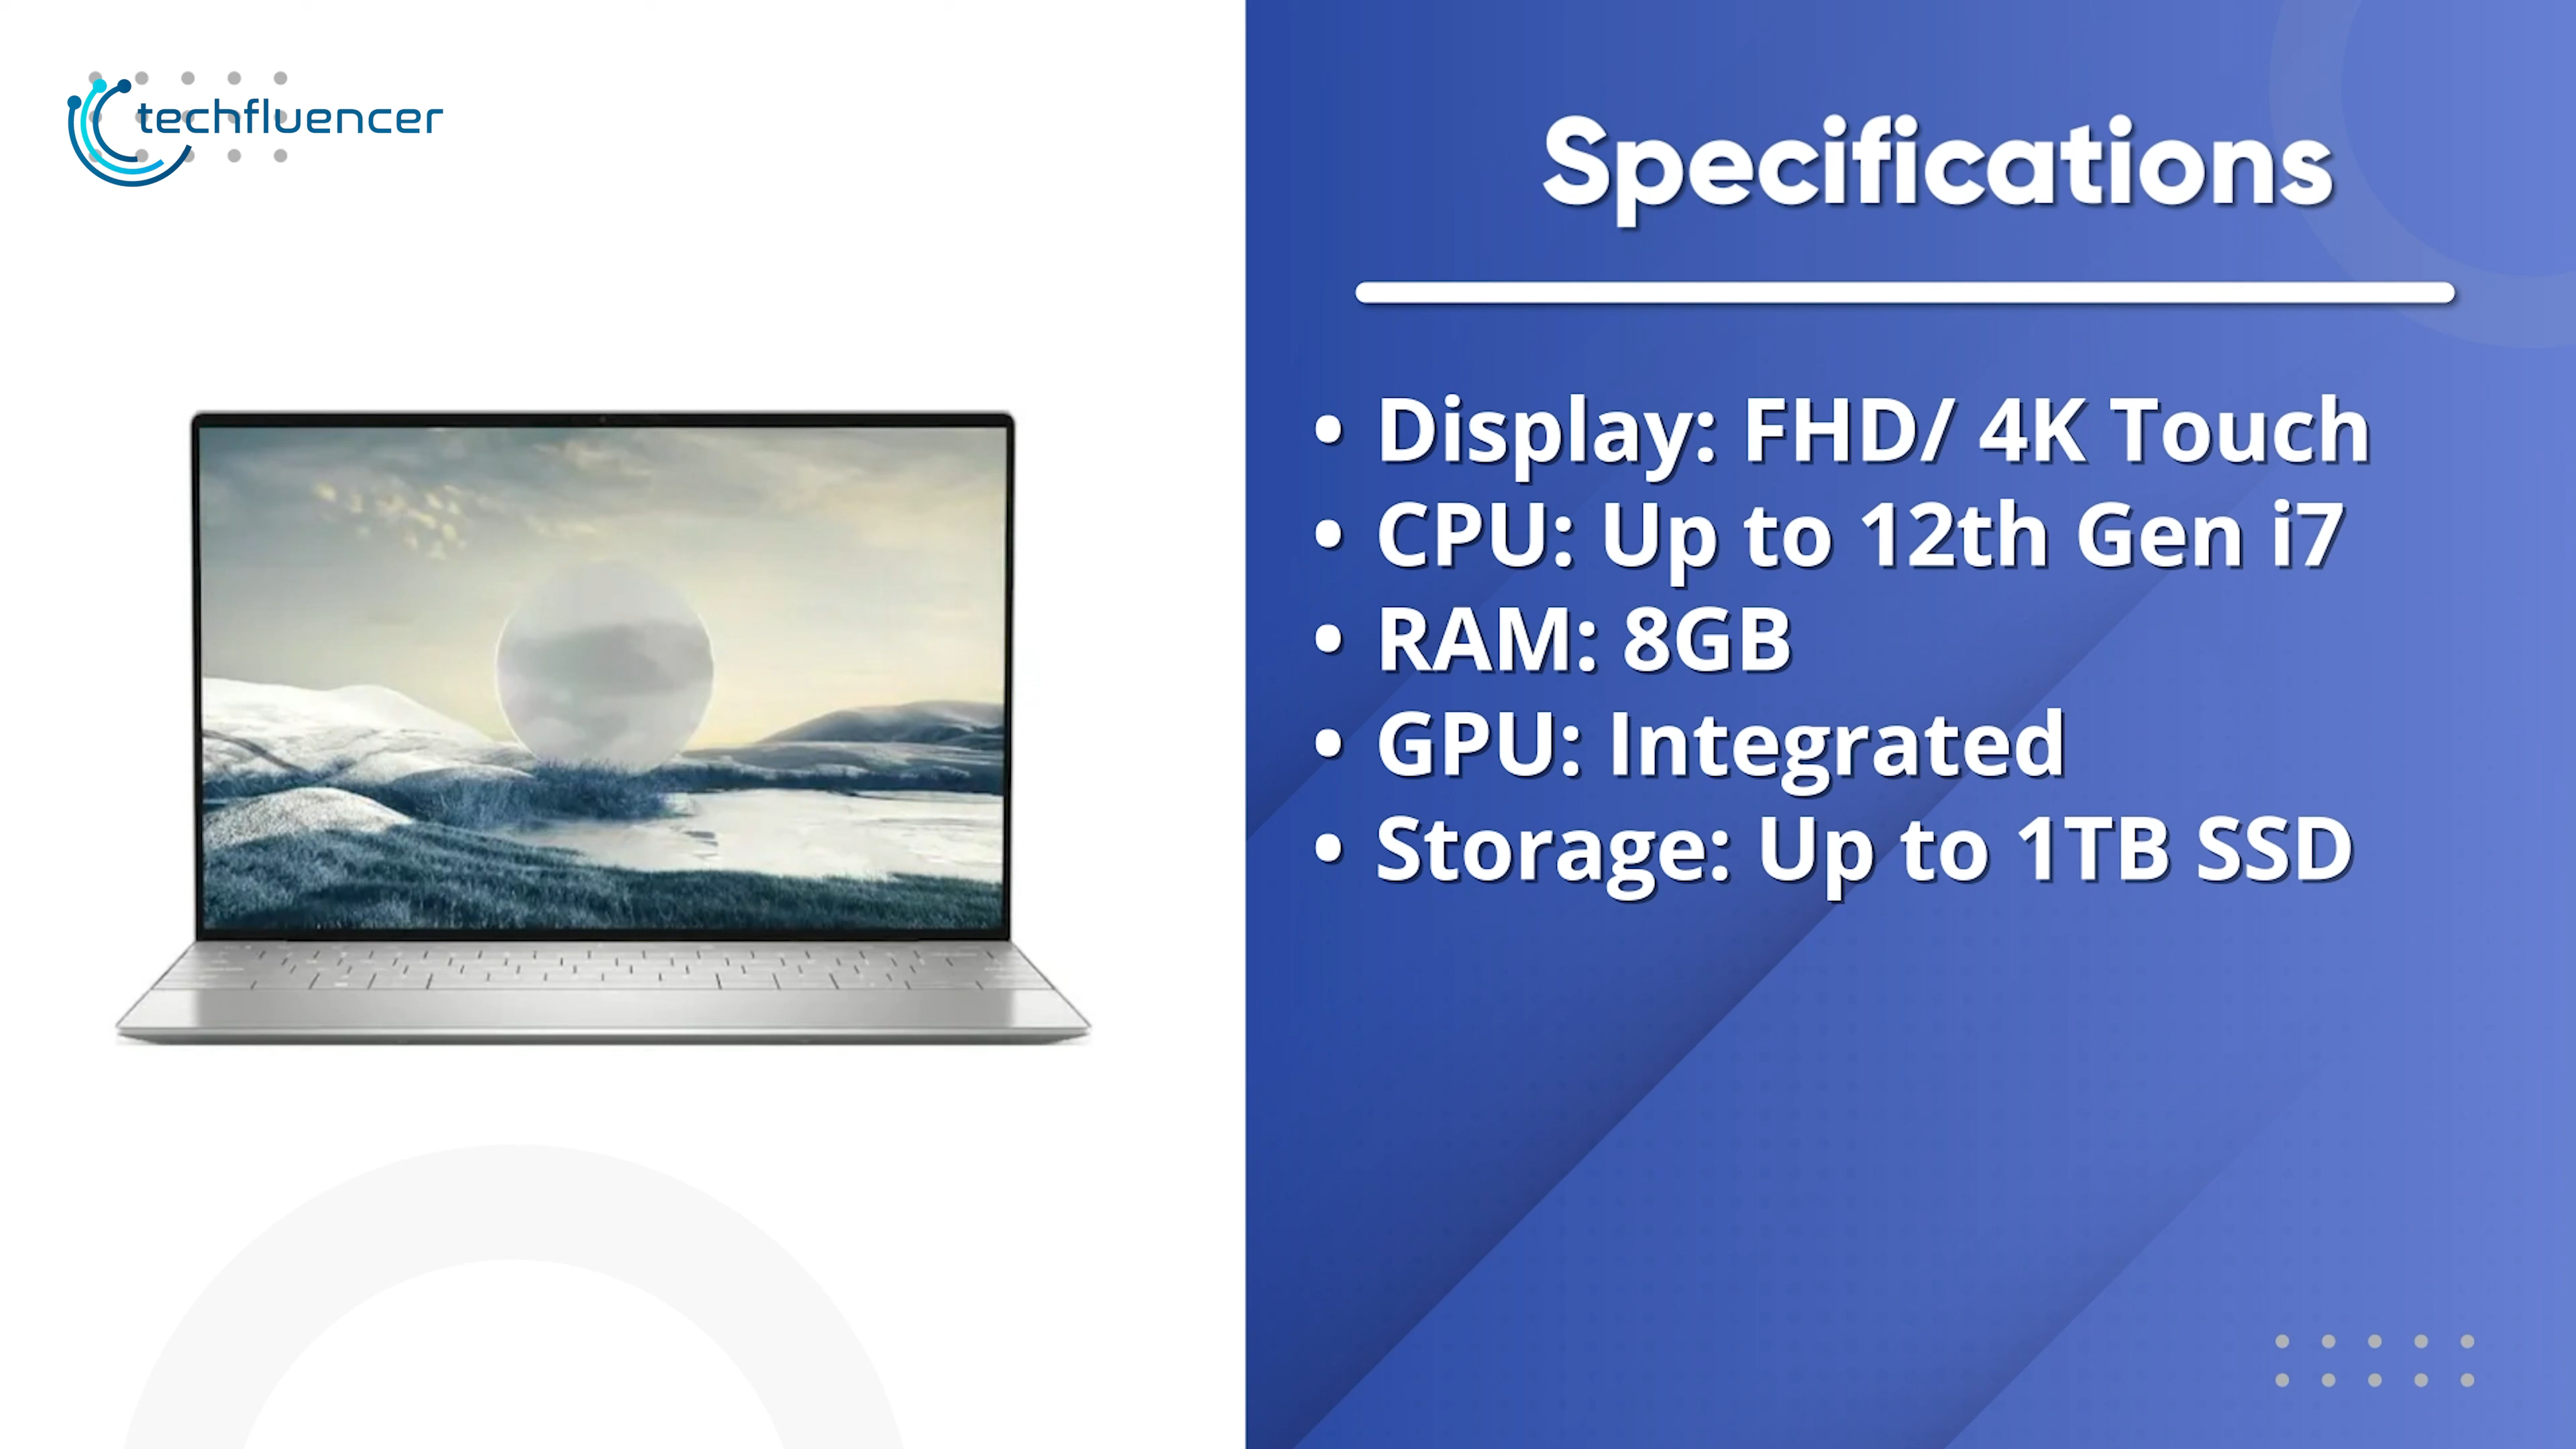 techfluencer
Specifications
• Display: FHD/ 4K Touch
• CPU: Up to 12th Gen i7
• RAM: 8GB
• GPU: Integrated
• Storage: Up to 1TB SSD